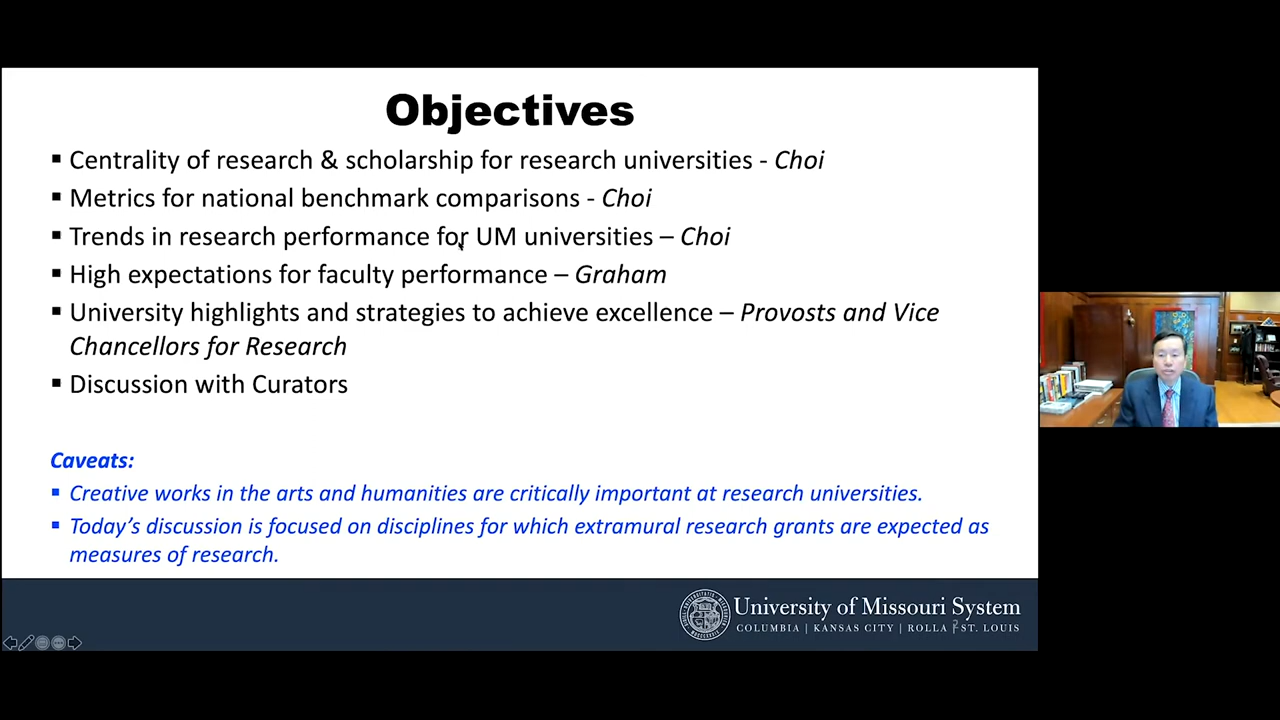 Objectives
▪ Centrality of research & scholarship for research universities - Choi
▪ Metrics for national benchmark comparisons - Choi
▪ Trends in research performance for UM universities – Choi
▪ High expectations for faculty performance – Graham
▪ University highlights and strategies to achieve excellence – Provosts and Vice
Chancellors for Research
▪ Discussion with Curators
Caveats:
▪ Creative works in the arts and humanities are critically important at research universities.
▪ Today’s discussion is focused on disciplines for which extramural research grants are expected as
measures of research.
University of Missouri System
COLUMBIA | KANSAS CITY | ROLLA | ST. LOUIS